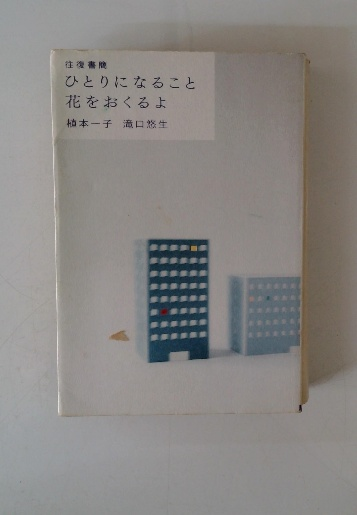 往復書簡
ひとりになること
花をおくるよ
植本一子 滝口悠生